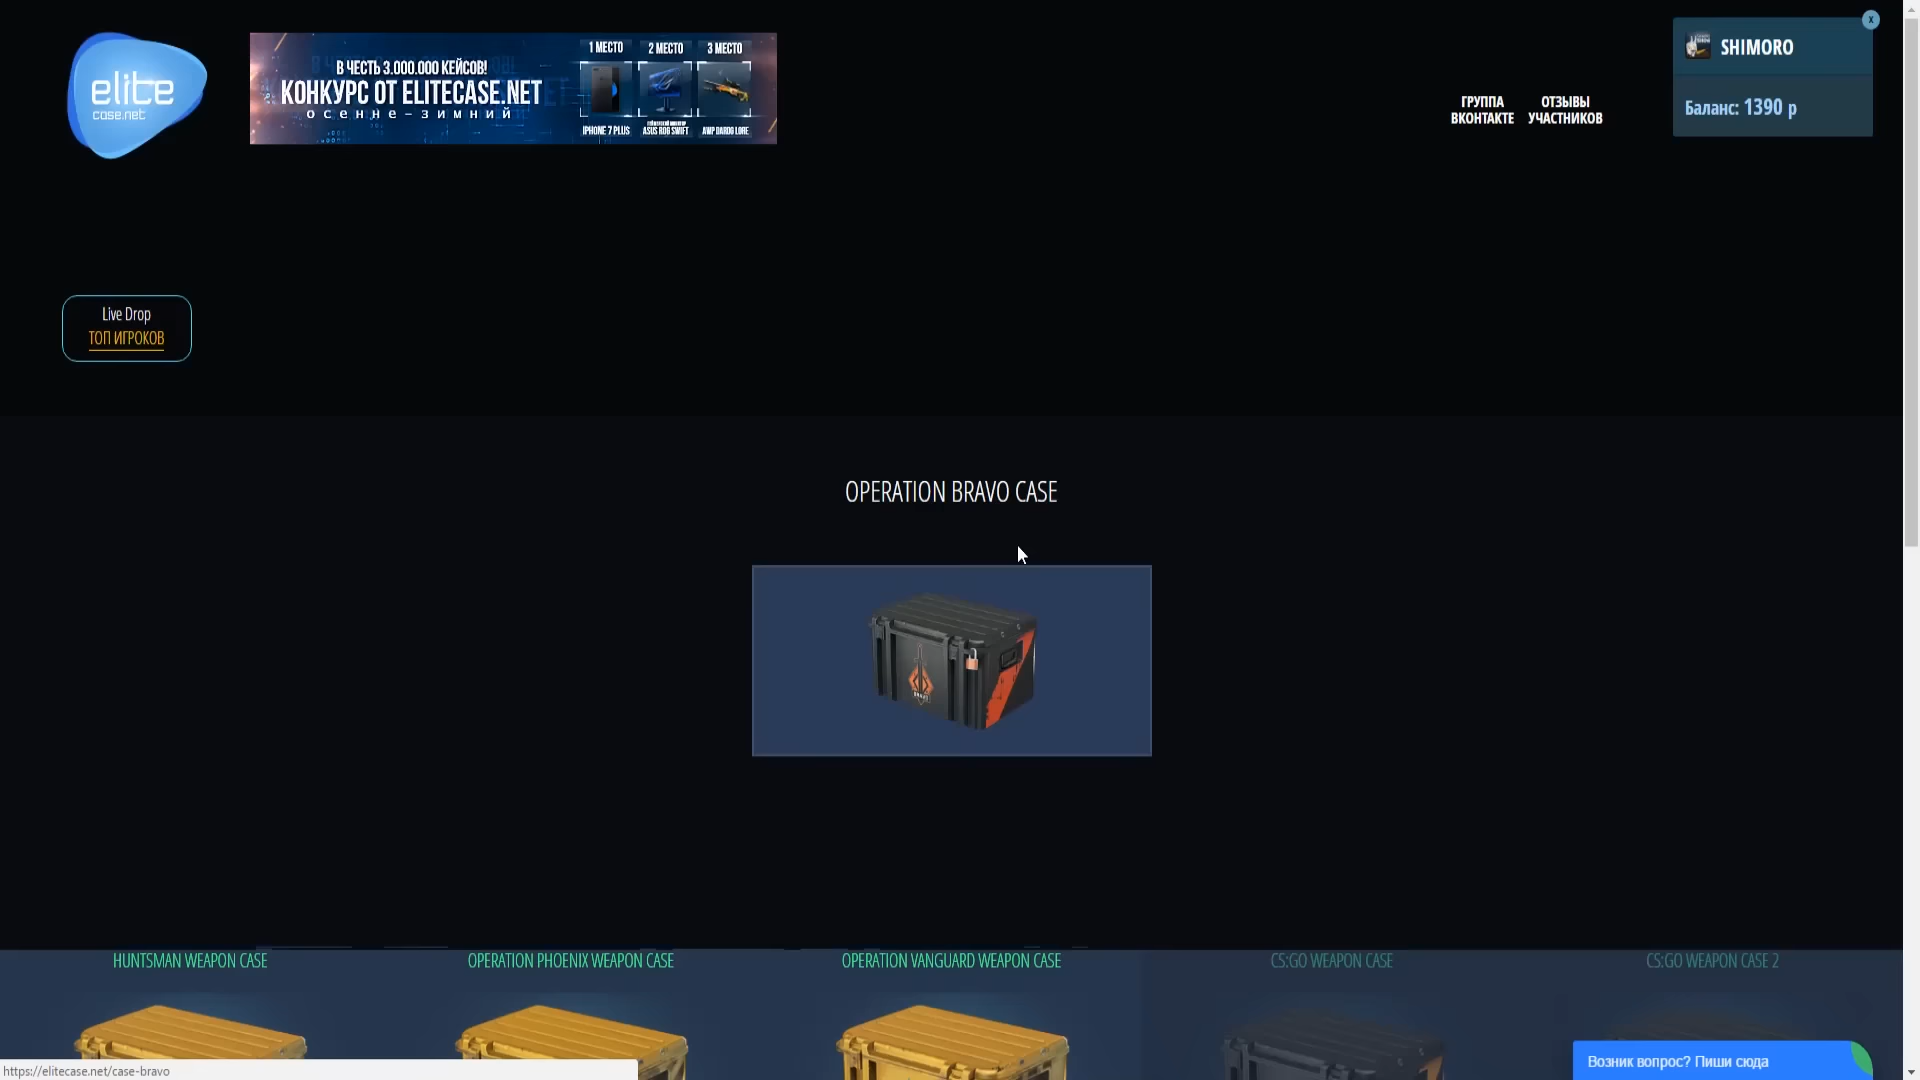 elite
case.net
В ЧЕСТЬ 3.000.000 КЕЙСОВ!
КОНКУРС ОТ ELITECASE.NET
осенне-зимний
1 МЕСТО
2 МЕСТО
3 МЕСТО
IPHONE 7 PLUS
ASUS ROG SWIFT
AWP DARGG LORE
ГРУППА
ВКОНТАКТЕ
ОТЗЫВЫ
УЧАСТНИКОВ
x
SHIMORO
Баланс: 1390 р
Live Drop
ТОП ИГРОКОВ
OPERATION BRAVO CASE
HUNTSMAN WEAPON CASE
OPERATION PHOENIX WEAPON CASE
OPERATION VANGUARD WEAPON CASE
CS:GO WEAPON CASE
CS:GO WEAPON CASE 2
Возник вопрос? Пиши сюда
https://elitecase.net/case-bravo